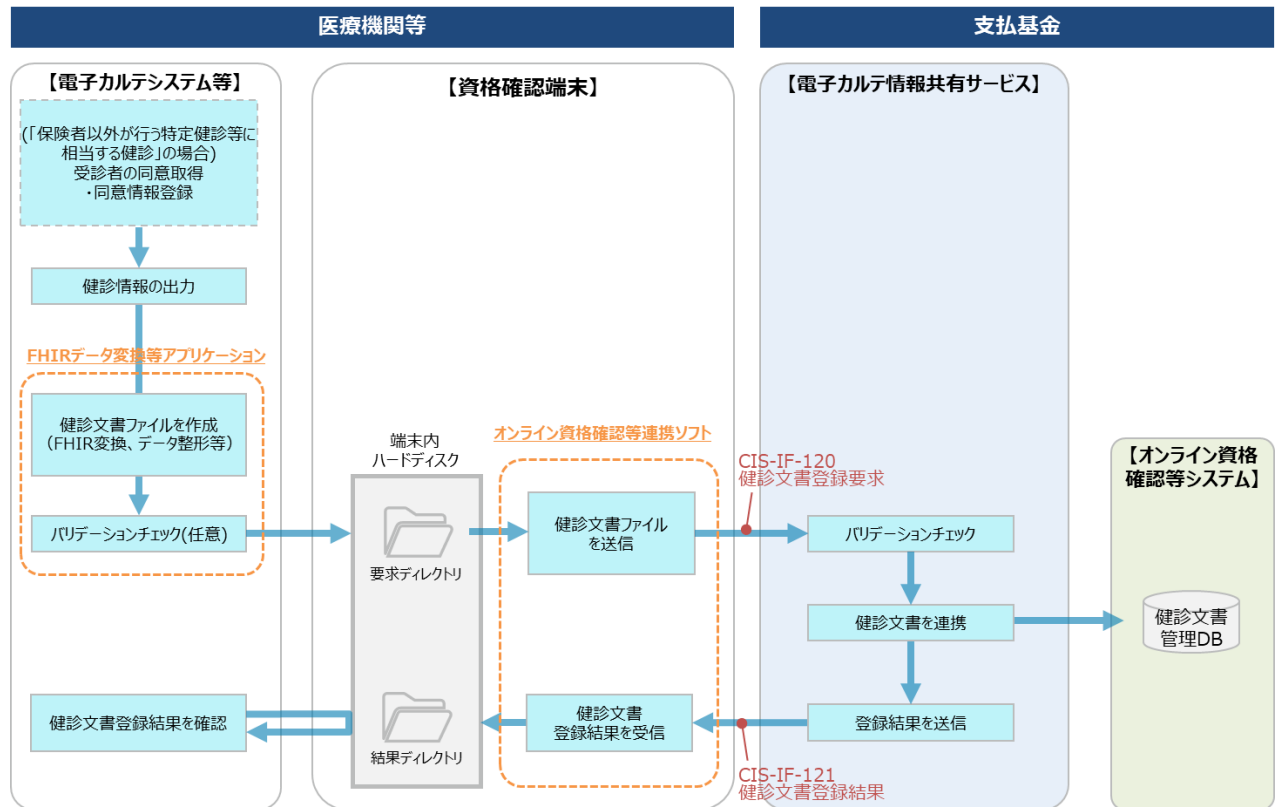 医療機関等
支払基金
【電子カルテシステム等】
(「保険者以外が行う特定健診等に
相当する健診」の場合)
受診者の同意取得
・同意情報登録
健診情報の出力
FHIRデータ変換等アプリケーション
健診文書ファイルを作成
(FHIR変換、データ整形等)
バリデーションチェック(任意)
健診文書登録結果を確認
【資格確認端末】
端末内
ハードディスク
要求ディレクトリ
結果ディレクトリ
オンライン資格確認等連携ソフト
健診文書ファイル
を送信
健診文書
登録結果を受信
CIS-IF-120
健診文書登録要求
CIS-IF-121
健診文書登録結果
【電子カルテ情報共有サービス】
バリデーションチェック
健診文書を連携
登録結果を送信
【オンライン資格
確認等システム】
健診文書
管理DB